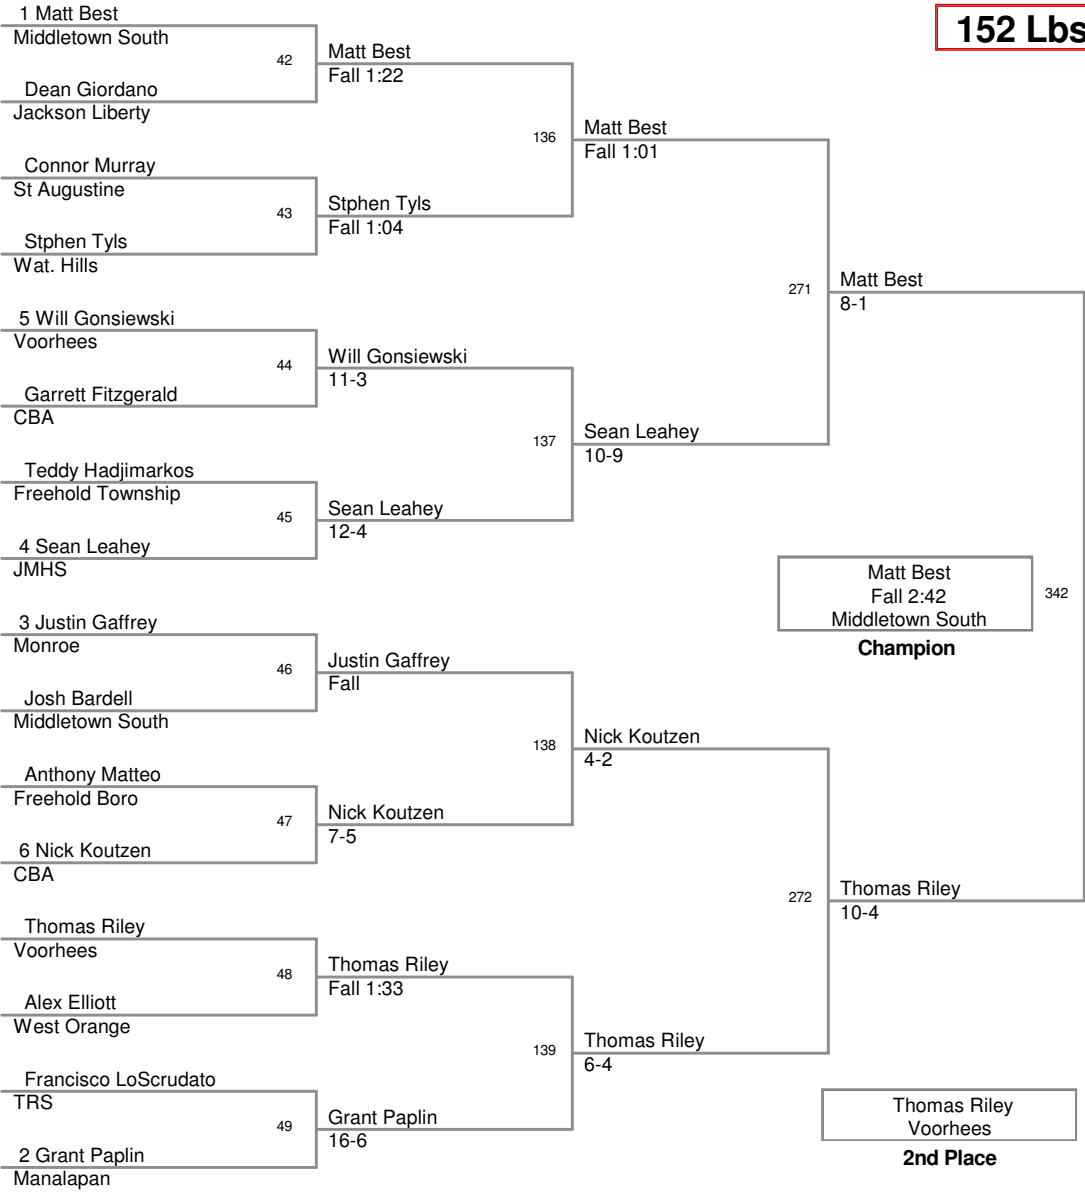 152 Lbs
1 Matt Best
Middletown South
42
Dean Giordano
Jackson Liberty
Matt Best
Fall 1:22
Connor Murray
St Augustine
43
Stphen Tyls
Wat. Hills
Stphen Tyls
Fall 1:04
136
Matt Best
Fall 1:01
5 Will Gonsiewski
Voorhees
44
Garrett Fitzgerald
CBA
Will Gonsiewski
11-3
Teddy Hadjimarkos
Freehold Township
45
4 Sean Leahey
JMHS
Sean Leahey
12-4
137
Sean Leahey
10-9
271
Matt Best
8-1
3 Justin Gaffrey
Monroe
46
Josh Bardell
Middletown South
Justin Gaffrey
Fall
Anthony Matteo
Freehold Boro
47
6 Nick Koutzen
CBA
Nick Koutzen
7-5
138
Nick Koutzen
4-2
Thomas Riley
Voorhees
48
Alex Elliott
West Orange
Thomas Riley
Fall 1:33
Francisco LoScrudato
TRS
49
2 Grant Paplin
Manalapan
Grant Paplin
16-6
139
Thomas Riley
6-4
272
Thomas Riley
10-4
Matt Best
Fall 2:42
Middletown South
342
Champion
Thomas Riley
Voorhees
2nd Place